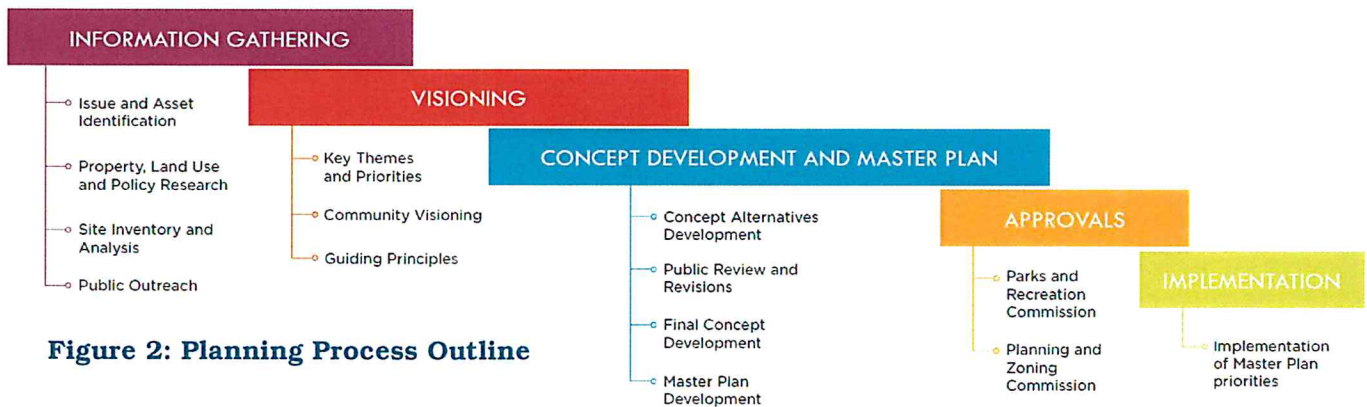 INFORMATION GATHERING
Issue and Asset
Identification
Property, Land Use
and Policy Research
Site Inventory and
Analysis
Public Outreach
VISIONING
Key Themes
and Priorities
Community Visioning
Guiding Principles
CONCEPT DEVELOPMENT AND MASTER PLAN
Concept Alternatives
Development
Public Review and
Revisions
Final Concept
Development
Master Plan
Development
APPROVALS
Parks and
Recreation
Commission
Planning and
Zoning
Commission
IMPLEMENTATION
Implementation
of Master Plan
priorities
Figure 2: Planning Process Outline